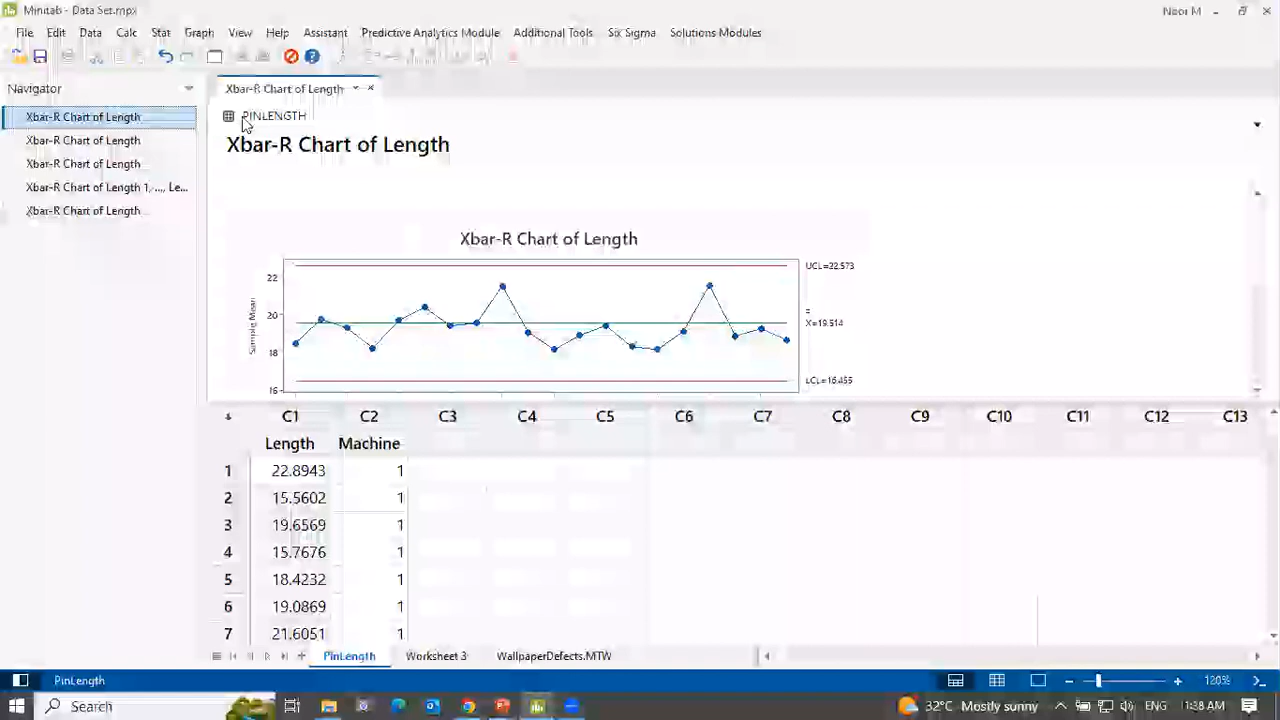 Minitab - Data Set.mpx
Noor M
File Edit Data Calc Stat Graph View Help Assistant Predictive Analytics Module Additional Tools Six Sigma Solutions Modules
Navigator
Xbar-R Chart of Length
Xbar-R Chart of Length
PINLENGTH
Xbar-R Chart of Length
Xbar-R Chart of Length
Xbar-R Chart of Length
Xbar-R Chart of Length 1, ..., Le...
Xbar-R Chart of Length
Xbar-R Chart of Length
UCL=22.573
X=19.514
LCL=16.455
Sample Mean
22
20
18
16
C1 C2 C3 C4 C5 C6 C7 C8 C9 C10 C11 C12 C13
Length Machine
1 22.8943 1
2 15.5602 1
3 19.6569 1
4 15.7676 1
5 18.4232 1
6 19.0869 1
7 21.6051 1
PinLength Worksheet 3 WallpaperDefects.MTW
PinLength
120%
Search
32°C Mostly sunny
ENG
1:38 AM